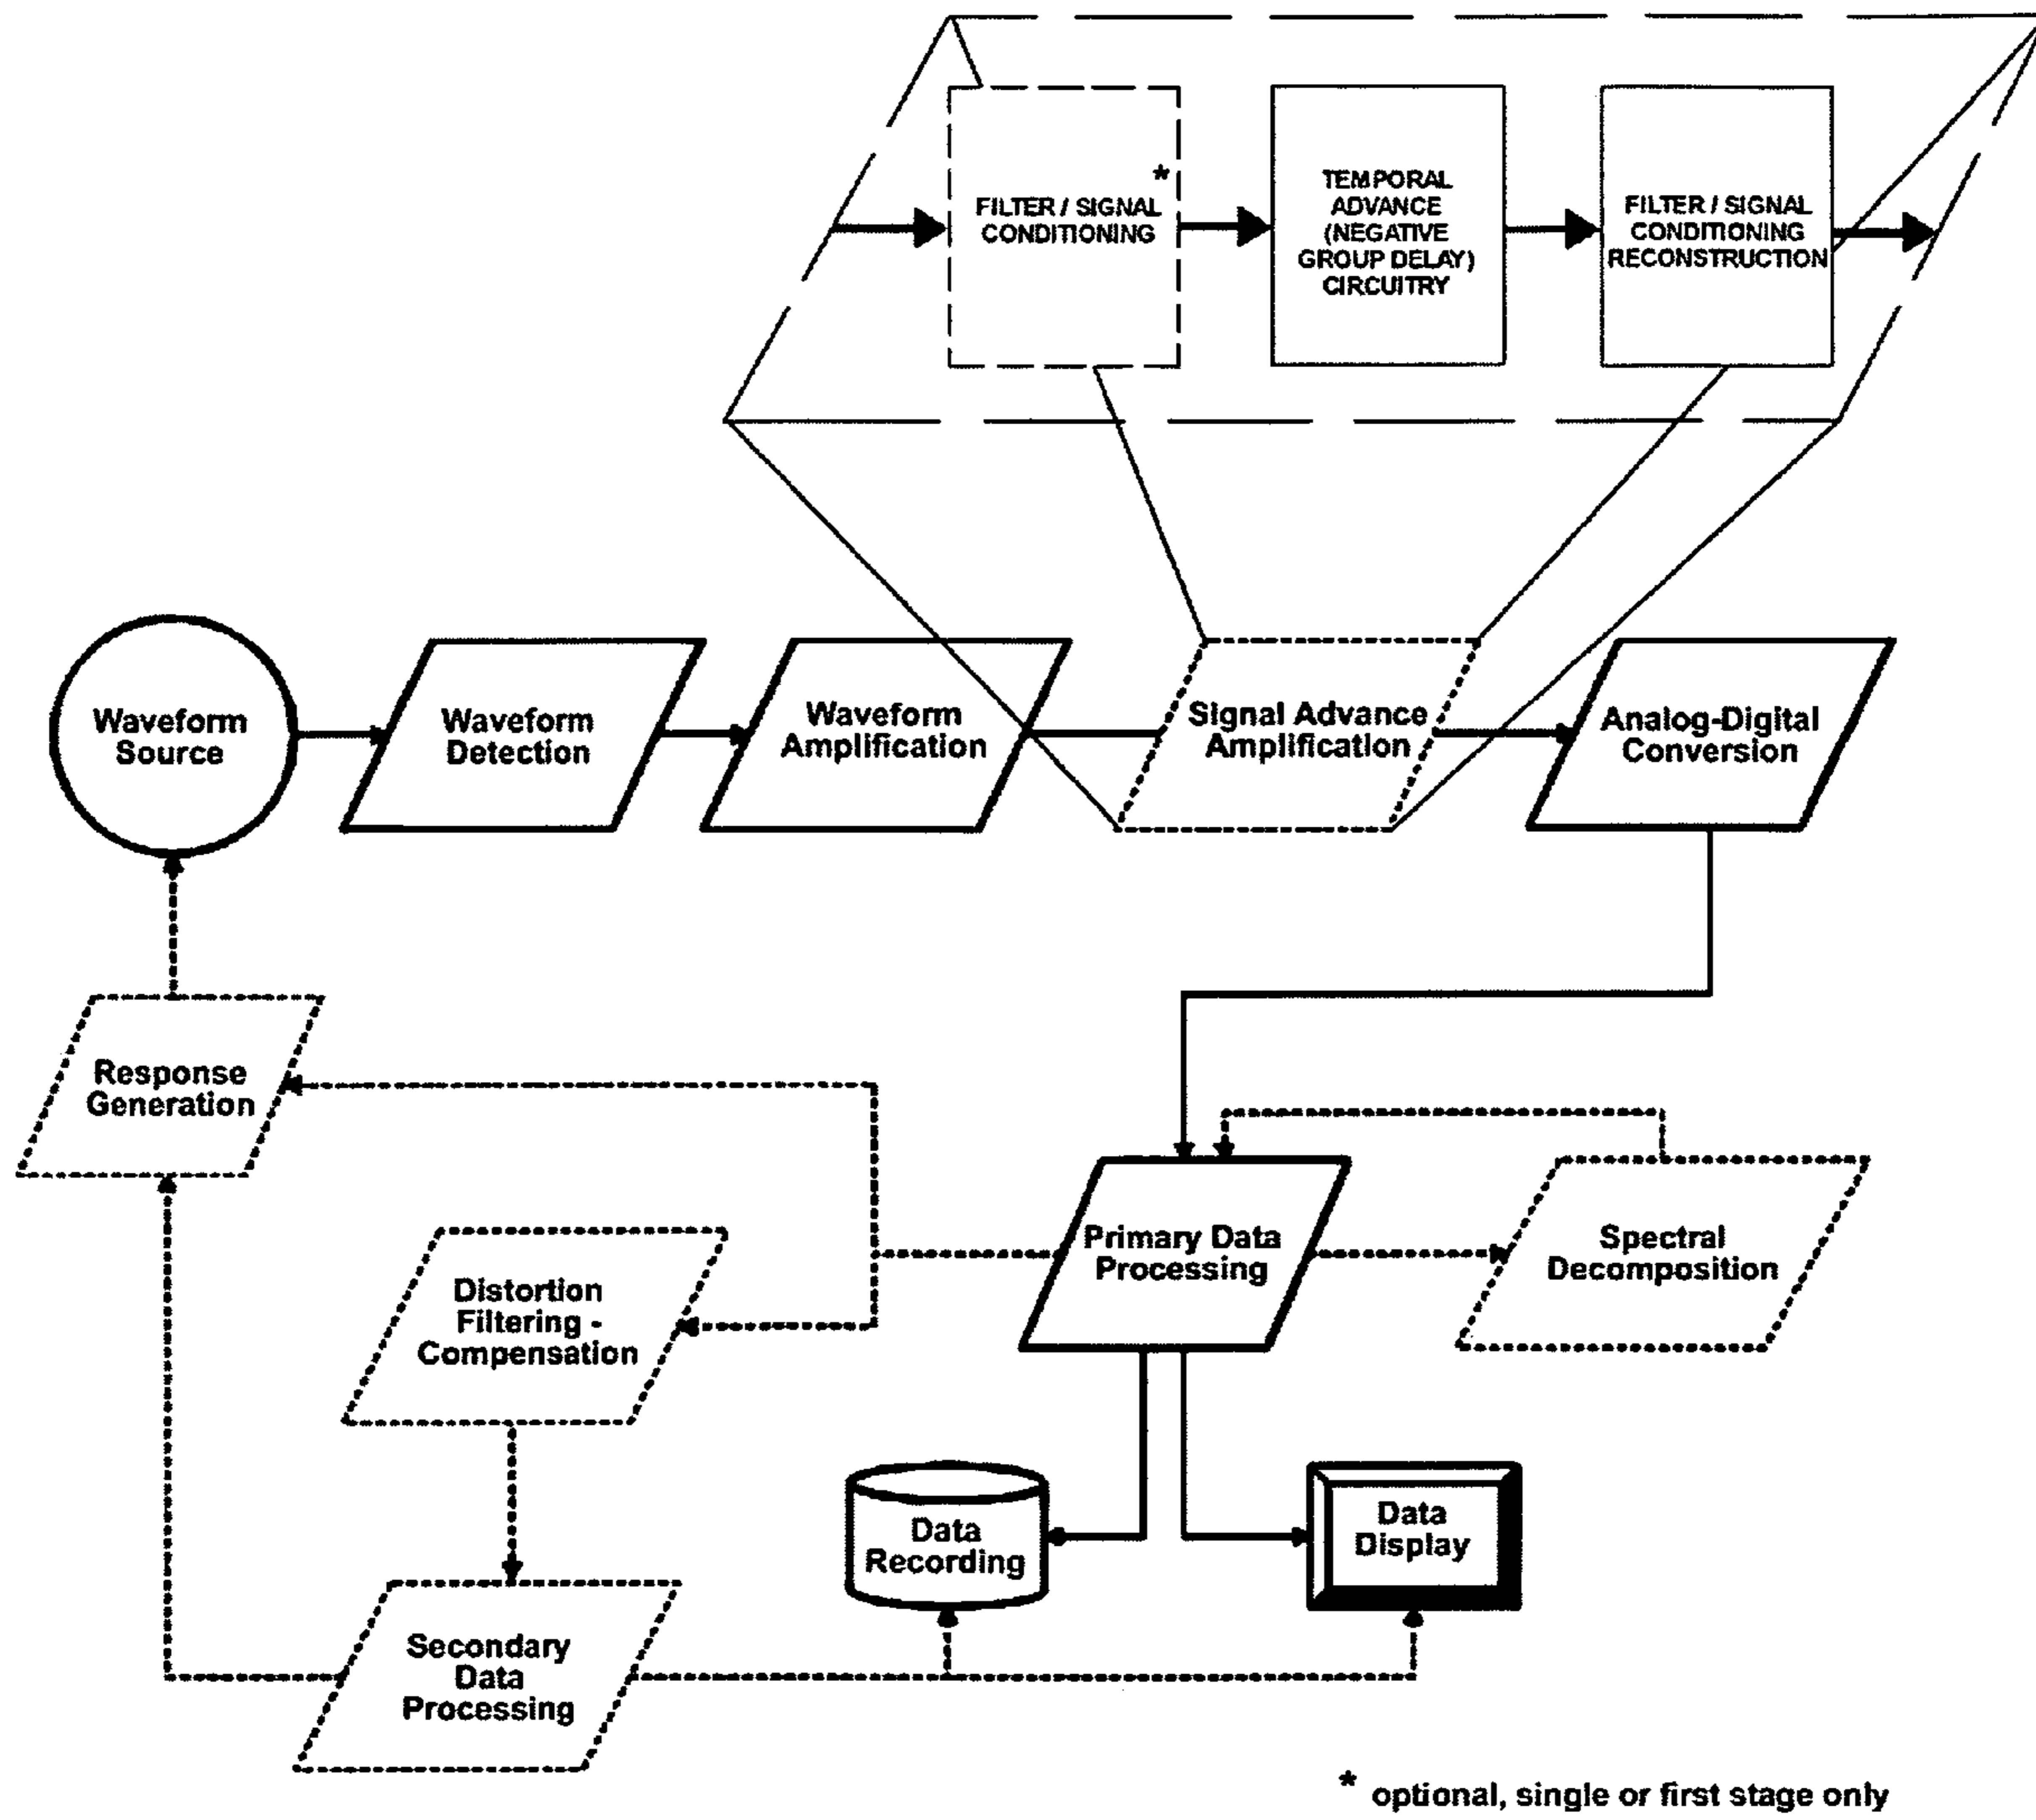 *
FILTER / SIGNAL
CONDITIONING
TEMPORAL
ADVANCE
(NEGATIVE
GROUP DELAY)
CIRCUITRY
FILTER / SIGNAL
CONDITIONING
RECONSTRUCTION
Waveform
Source
Waveform
Detection
Waveform
Amplification
Signal Advance
Amplification
Analog-Digital
Conversion
Response
Generation
Primary Data
Processing
Spectral
Decomposition
Distortion
Filtering -
Compensation
Data
Recording
Data
Display
Secondary
Data
Processing
* optional, single or first stage only